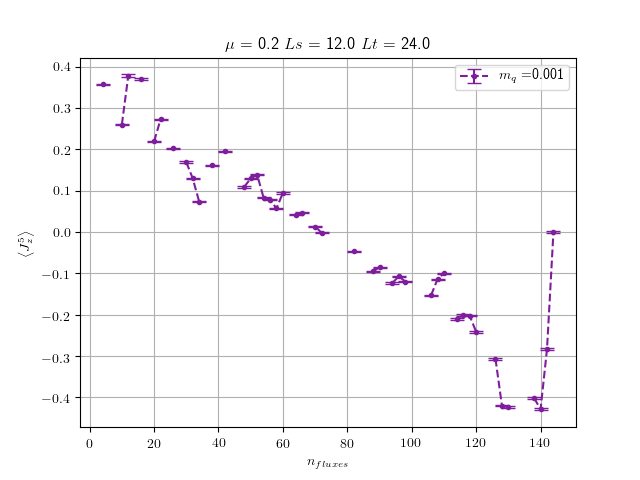 μ = 0.2 Ls = 12.0 Lt = 24.0
m_q =0.001
⟨J_z^5⟩
0.4
0.3
0.2
0.1
0.0
−0.1
−0.2
−0.3
−0.4
0 20 40 60 80 100 120 140
n_fluxes